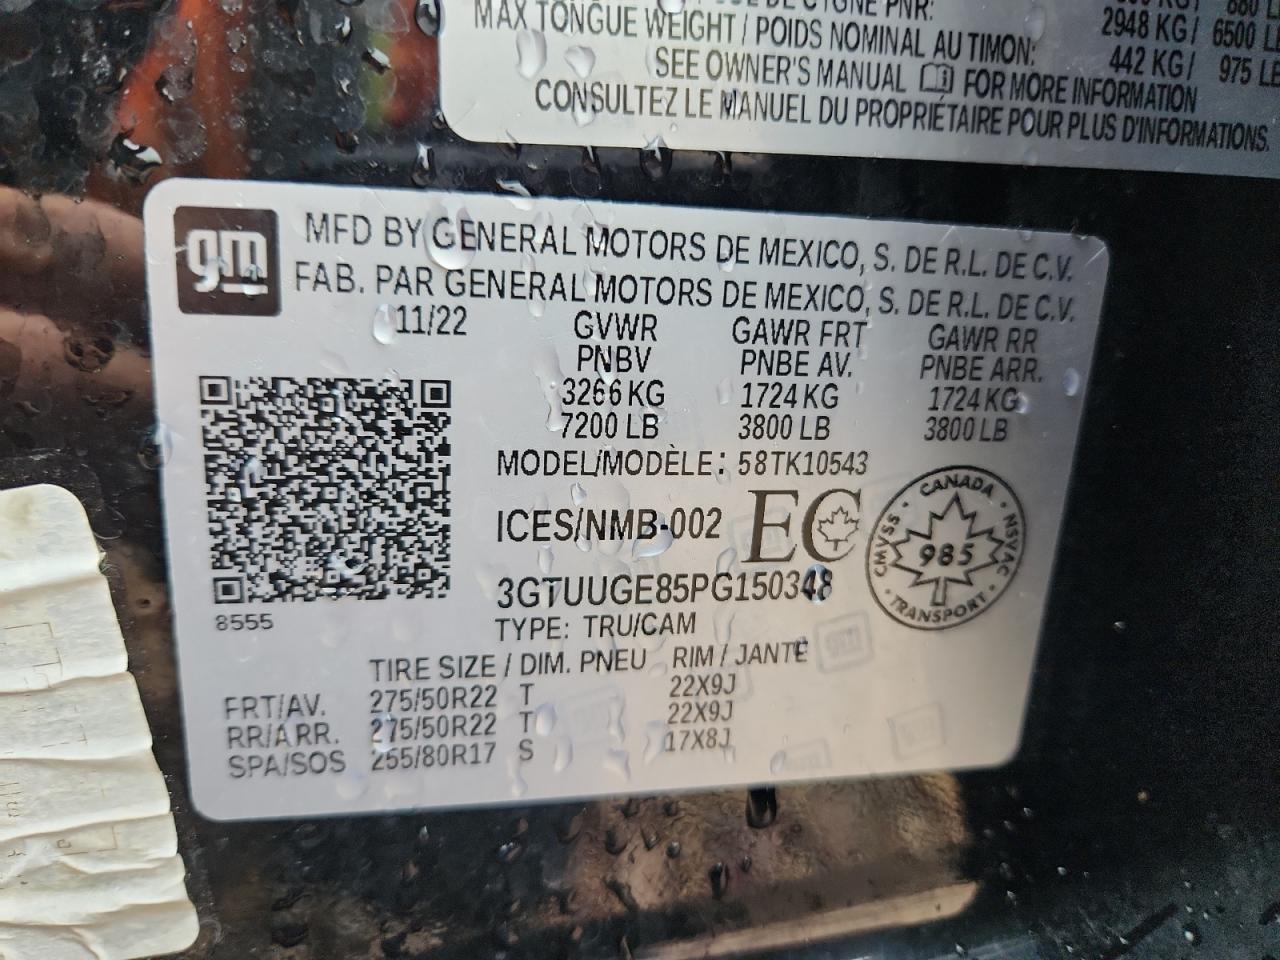 DE CYGNE PNR:
MAX TONGUE WEIGHT / POIDS NOMINAL AU TIMON:
2948 KG / 6500
442 KG / 975
SEE OWNER'S MANUAL FOR MORE INFORMATION
CONSULTEZ LE MANUEL DU PROPRIÉTAIRE POUR PLUS D'INFORMATIONS.
gm
MFD BY GENERAL MOTORS DE MEXICO, S. DE R.L. DE C.V.
FAB. PAR GENERAL MOTORS DE MEXICO, S. DE R.L. DE C.V.
11/22 GVWR GAWR FRT GAWR RR
PNBV PNBE AV. PNBE ARR.
3266 KG 1724 KG 1724 KG
7200 LB 3800 LB 3800 LB
MODEL/MODÈLE: 58TK10543
ICES/NMB-002 EC
CANADA
CMVSS 985 NSVAC
TRANSPORT
3GTUUGE85PG150348
8555
TYPE: TRU/CAM
TIRE SIZE / DIM. PNEU RIM / JANTE
FRT/AV. 275/50R22 T 22X9J
RR/ARR. 275/50R22 T 22X9J
SPA/SOS 255/80R17 S 17X8J